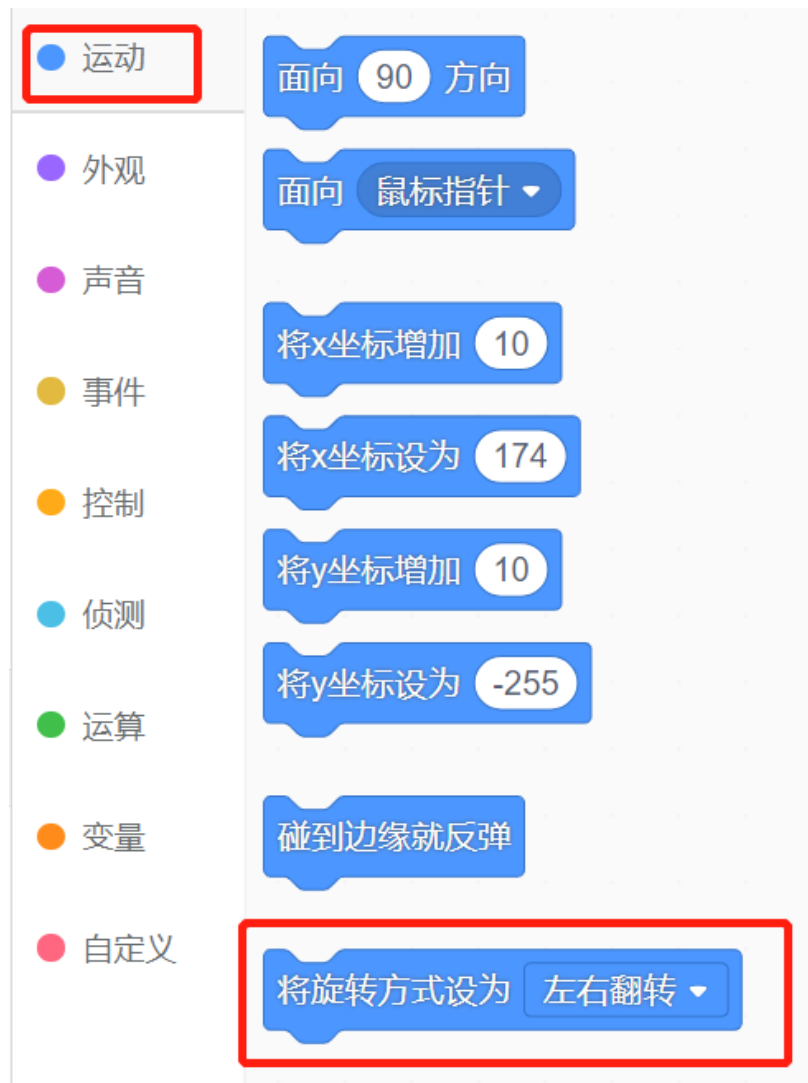 运动
外观
声音
事件
控制
侦测
运算
变量
自定义
面向 90 方向
面向 鼠标指针
将x坐标增加 10
将x坐标设为 174
将y坐标增加 10
将y坐标设为 -255
碰到边缘就反弹
将旋转方式设为 左右翻转